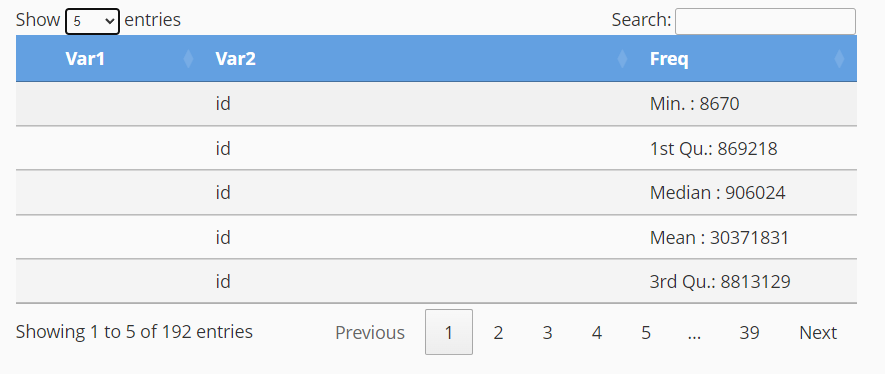 Show 5 entries Search:
Var1 Var2 Freq
id Min. : 8670
id 1st Qu.: 869218
id Median : 906024
id Mean : 30371831
id 3rd Qu.: 8813129
Showing 1 to 5 of 192 entries Previous 1 2 3 4 5 ... 39 Next